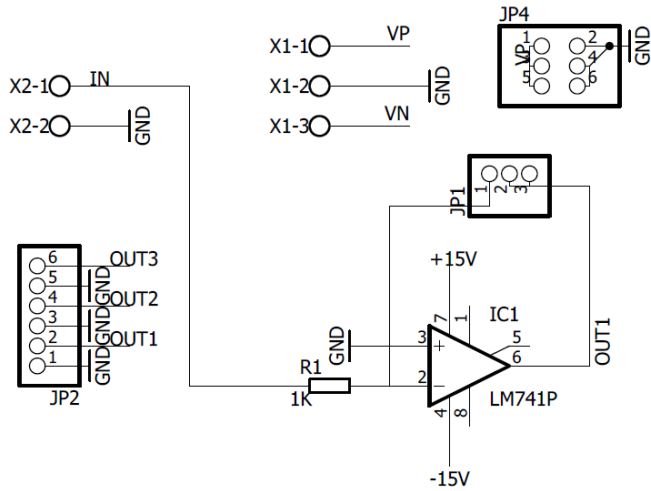 JP4
X1-1 VP
1 2 GND
VP 4
5 6
X2-1 IN
X1-2 GND
X2-2 GND
X1-3 VN
JP1 1 2 3
6 OUT3
5 GND
4 OUT2
3 GND
2 OUT1
1 GND
JP2
+15V
7 1 IC1
GND 3 + 5
6 OUT1
R1
1K 2 -
4 8 LM741P
-15V